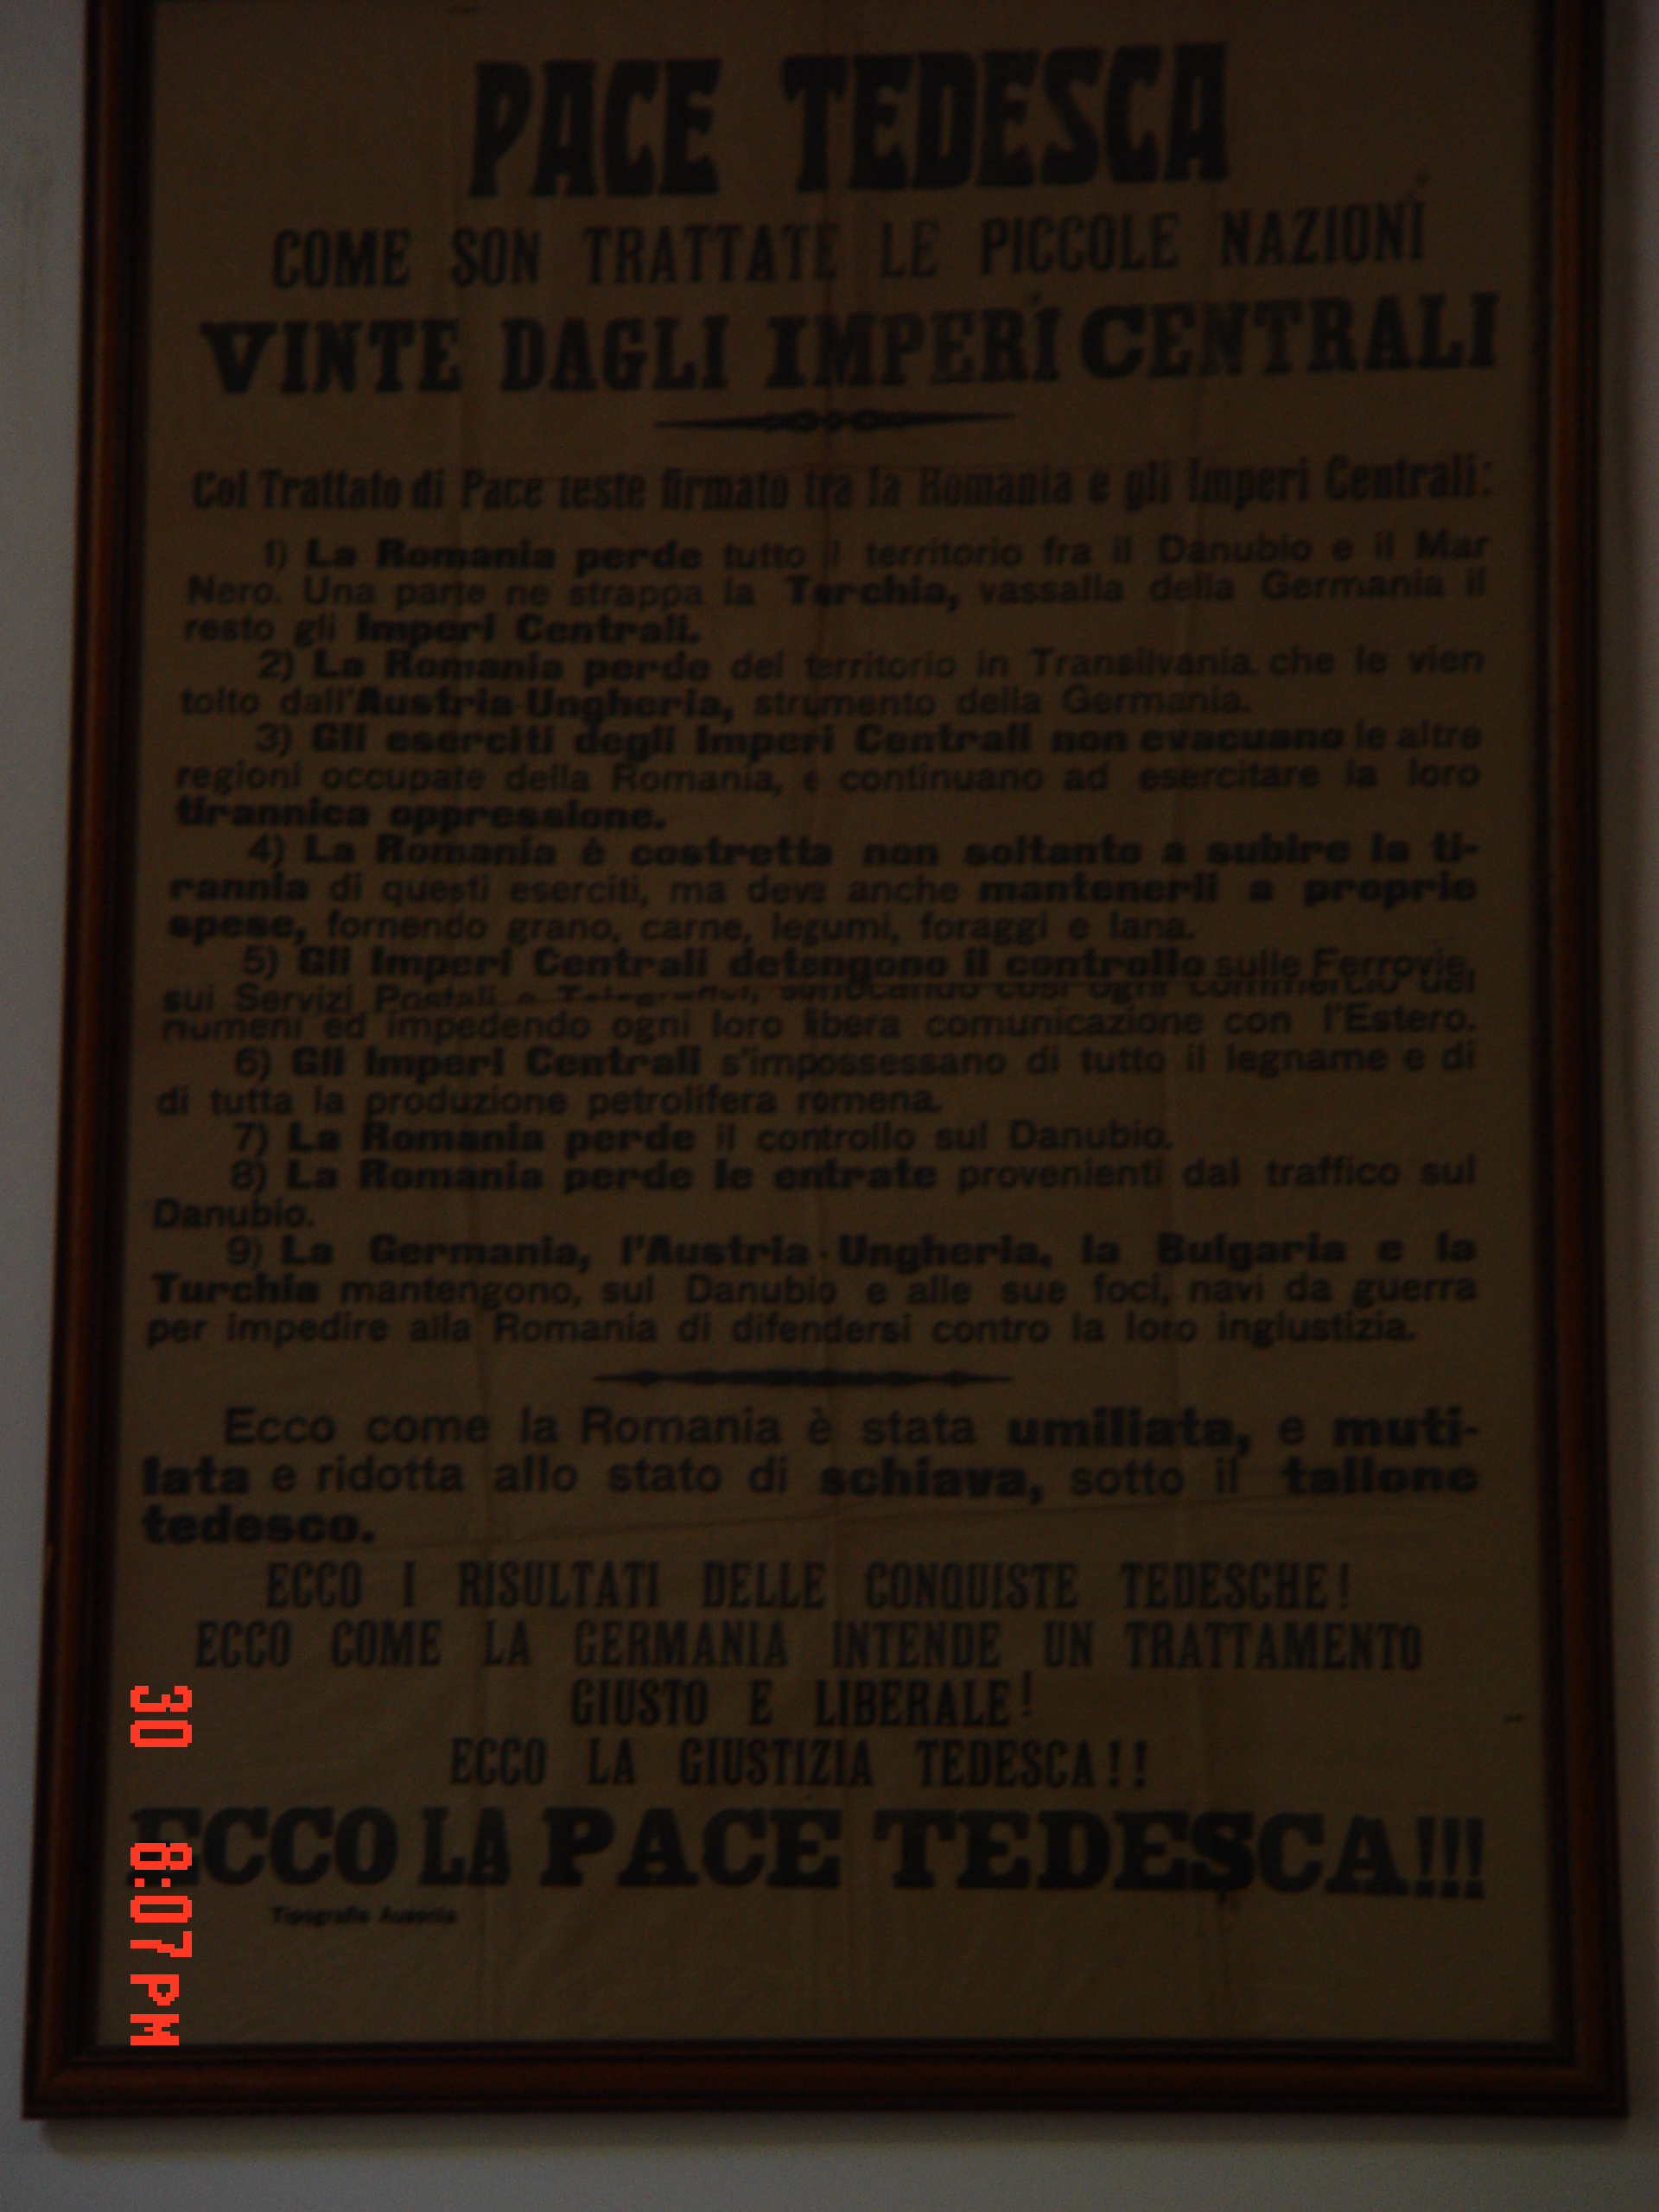 PACE TEDESCA
COME SON TRATTATE LE PICCOLE NAZIONI
VINTE DAGLI IMPERI CENTRALI
Col Trattato di Pace teste firmato tra la Romania e gli Imperi Centrali:
1) La Romania perde tutto il territorio fra il Danubio e il Mar
Nero. Una parte ne strappa la Turchia, vassalla della Germania il
resto gli Imperi Centrali.
2) La Romania perde del territorio in Transilvania che le vien
tolto dall'Austria-Ungheria, strumento della Germania.
3) Gli eserciti degli Imperi Centrali non evacuano le altre
regioni occupate della Romania, e continuano ad esercitare la loro
tirannica oppressione.
4) La Romania è costretta non soltanto a subire la ti-
rannia di questi eserciti, ma deve anche mantenerli a proprie
spese, fornendo grano, carne, legumi, foraggi e lana.
5) Gli Imperi Centrali detengono il controllo sulle Ferrovie,
sui Servizi Postali e Telegrafici, soffocando così ogni commercio dei
rumeni ed impedendo ogni loro libera comunicazione con l'Estero.
6) Gli Imperi Centrali s'impossessano di tutto il legname e di
di tutta la produzione petrolifera romena.
7) La Romania perde il controllo sul Danubio.
8) La Romania perde le entrate provenienti dal traffico sul
Danubio.
9) La Germania, l'Austria-Ungheria, la Bulgaria e la
Turchia mantengono, sul Danubio e alle sue foci, navi da guerra
per impedire alla Romania di difendersi contro la loro ingiustizia.
Ecco come la Romania è stata umiliata, e muti-
lata e ridotta allo stato di schiava, sotto il tallone
tedesco.
ECCO I RISULTATI DELLE CONQUISTE TEDESCHE!
ECCO COME LA GERMANIA INTENDE UN TRATTAMENTO
GIUSTO E LIBERALE!
ECCO LA GIUSTIZIA TEDESCA!!
ECCO LA PACE TEDESCA!!!
Tipografia Ausonia
30 8:07 PM